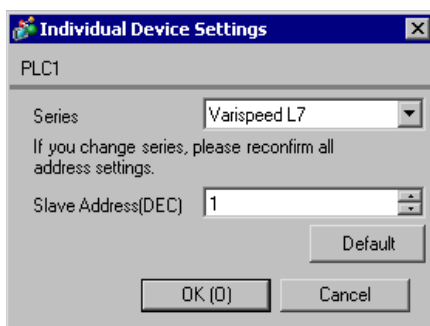 Individual Device Settings
PLC1
Series
Varispeed L7
If you change series, please reconfirm all
address settings.
Slave Address(DEC)
1
Default
OK (O)
Cancel